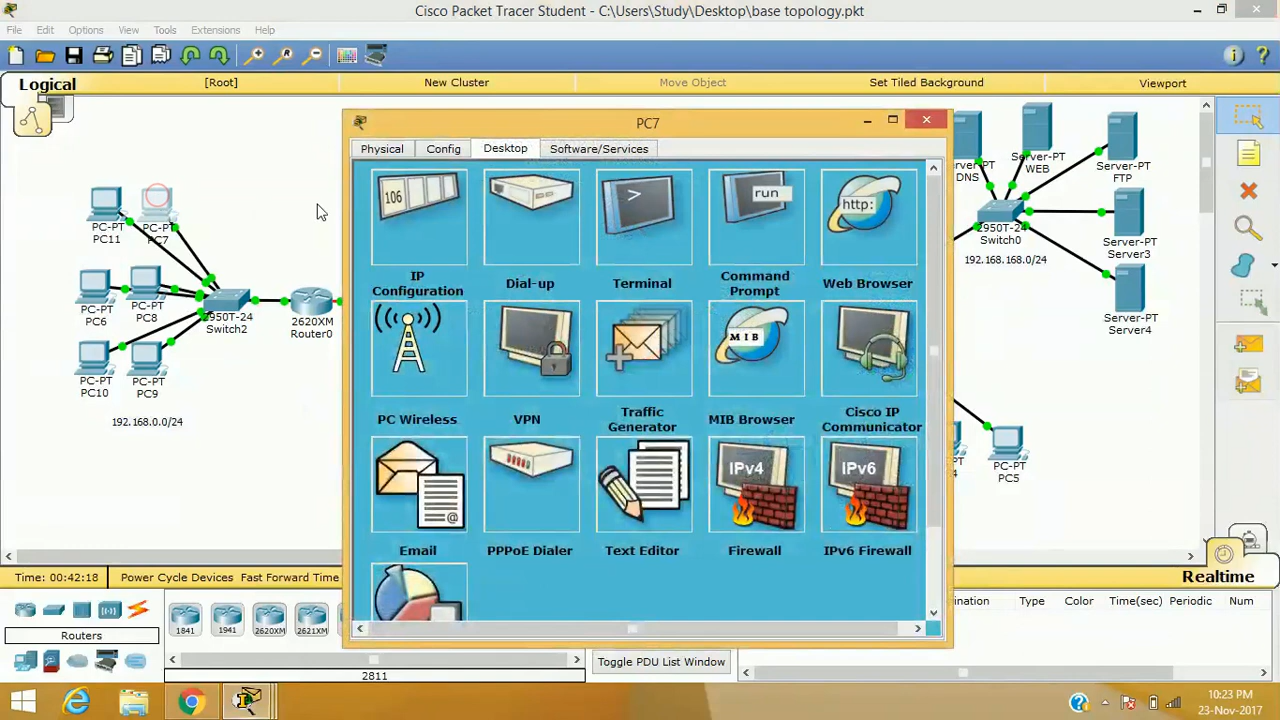 Cisco Packet Tracer Student - C:\Users\Study\Desktop\base topology.pkt
File Edit Options View Tools Extensions Help
Logical
[Root]
New Cluster
Move Object
Set Tiled Background
Viewport
PC7
Physical
Config
Desktop
Software/Services
106
>
run
http:
IP
Configuration
Dial-up
Terminal
Command
Prompt
Web Browser
MIB
PC Wireless
VPN
Traffic
Generator
MIB Browser
Cisco IP
Communicator
@
IPv4
IPv6
Email
PPPoE Dialer
Text Editor
Firewall
IPv6 Firewall
PC-PT
PC11
PC-PT
PC7
PC-PT
PC6
PC-PT
PC8
2950T-24
Switch2
2620XM
Router0
PC-PT
PC10
PC-PT
PC9
192.168.0.0/24
DNS
Server-PT
WEB
Server-PT
FTP
2950T-24
Switch0
Server-PT
Server3
192.168.168.0/24
Server-PT
Server4
PC-PT
PC5
Time: 00:42:18
Power Cycle Devices Fast Forward Time
Realtime
Routers
1841
1941
2620XM
2621XM
2811
Toggle PDU List Window
ination Type Color Time(sec) Periodic Num
10:23 PM
23-Nov-2017